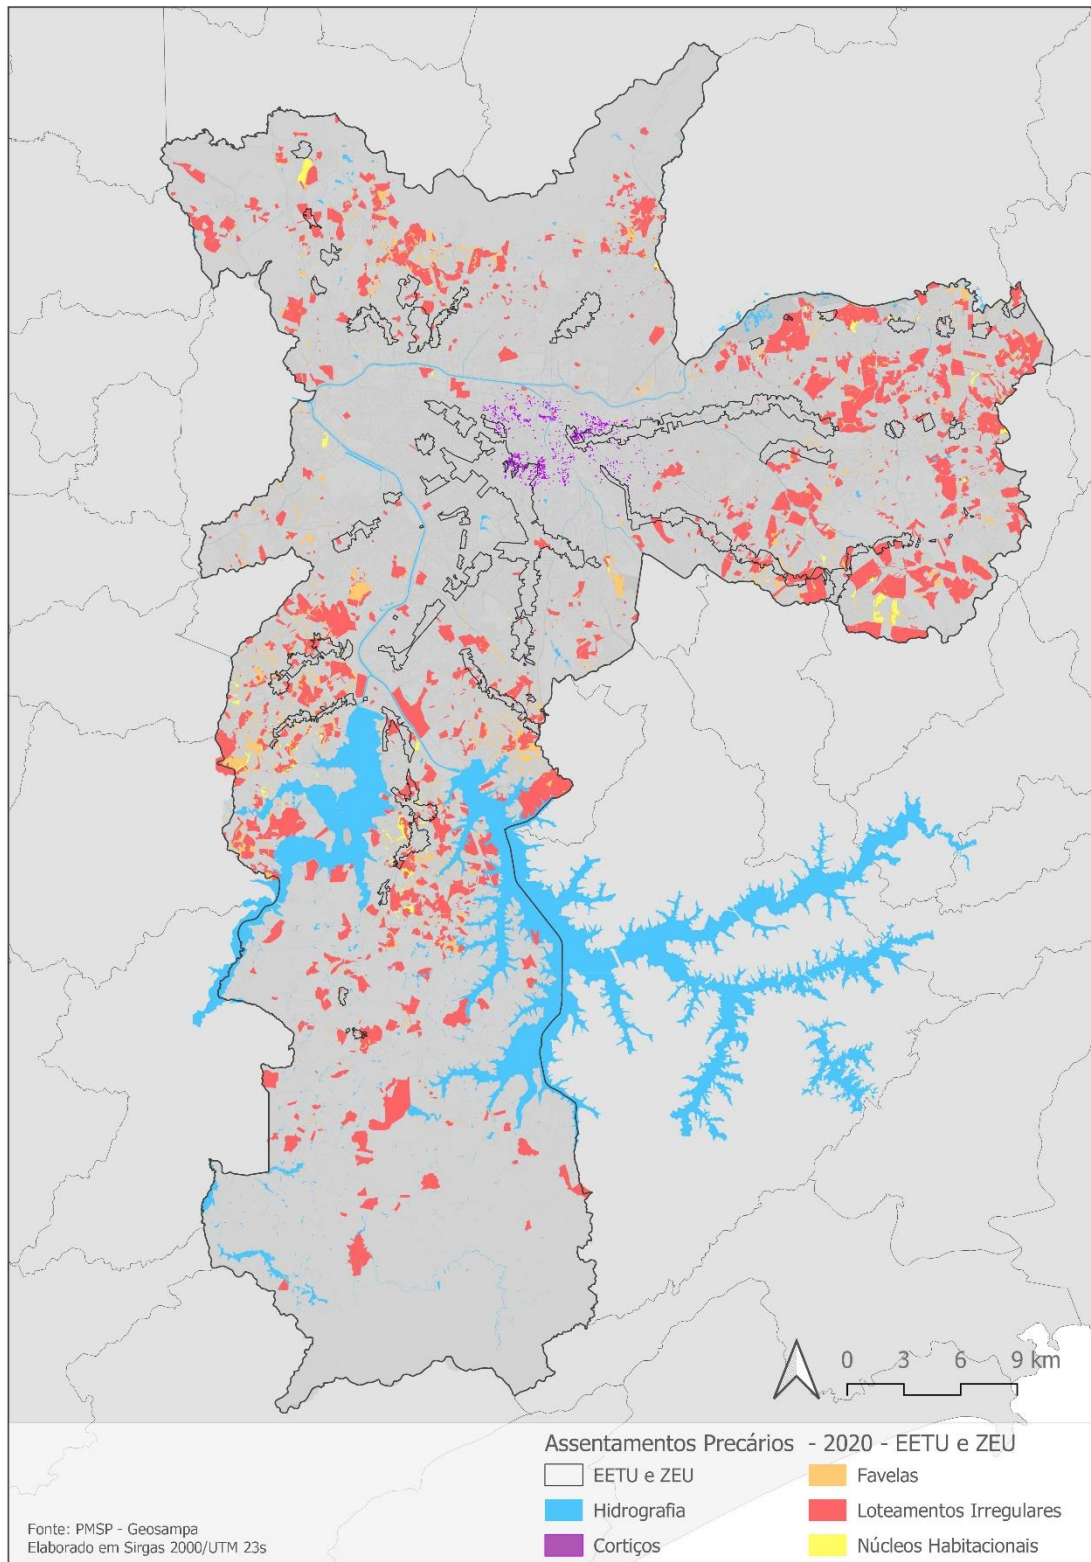 0 3 6 9 km
Assentamentos Precários - 2020 - EETU e ZEU
EETU e ZEU
Favelas
Hidrografia
Loteamentos Irregulares
Cortiços
Núcleos Habitacionais
Fonte: PMSP - Geosampa
Elaborado em Sirgas 2000/UTM 23s